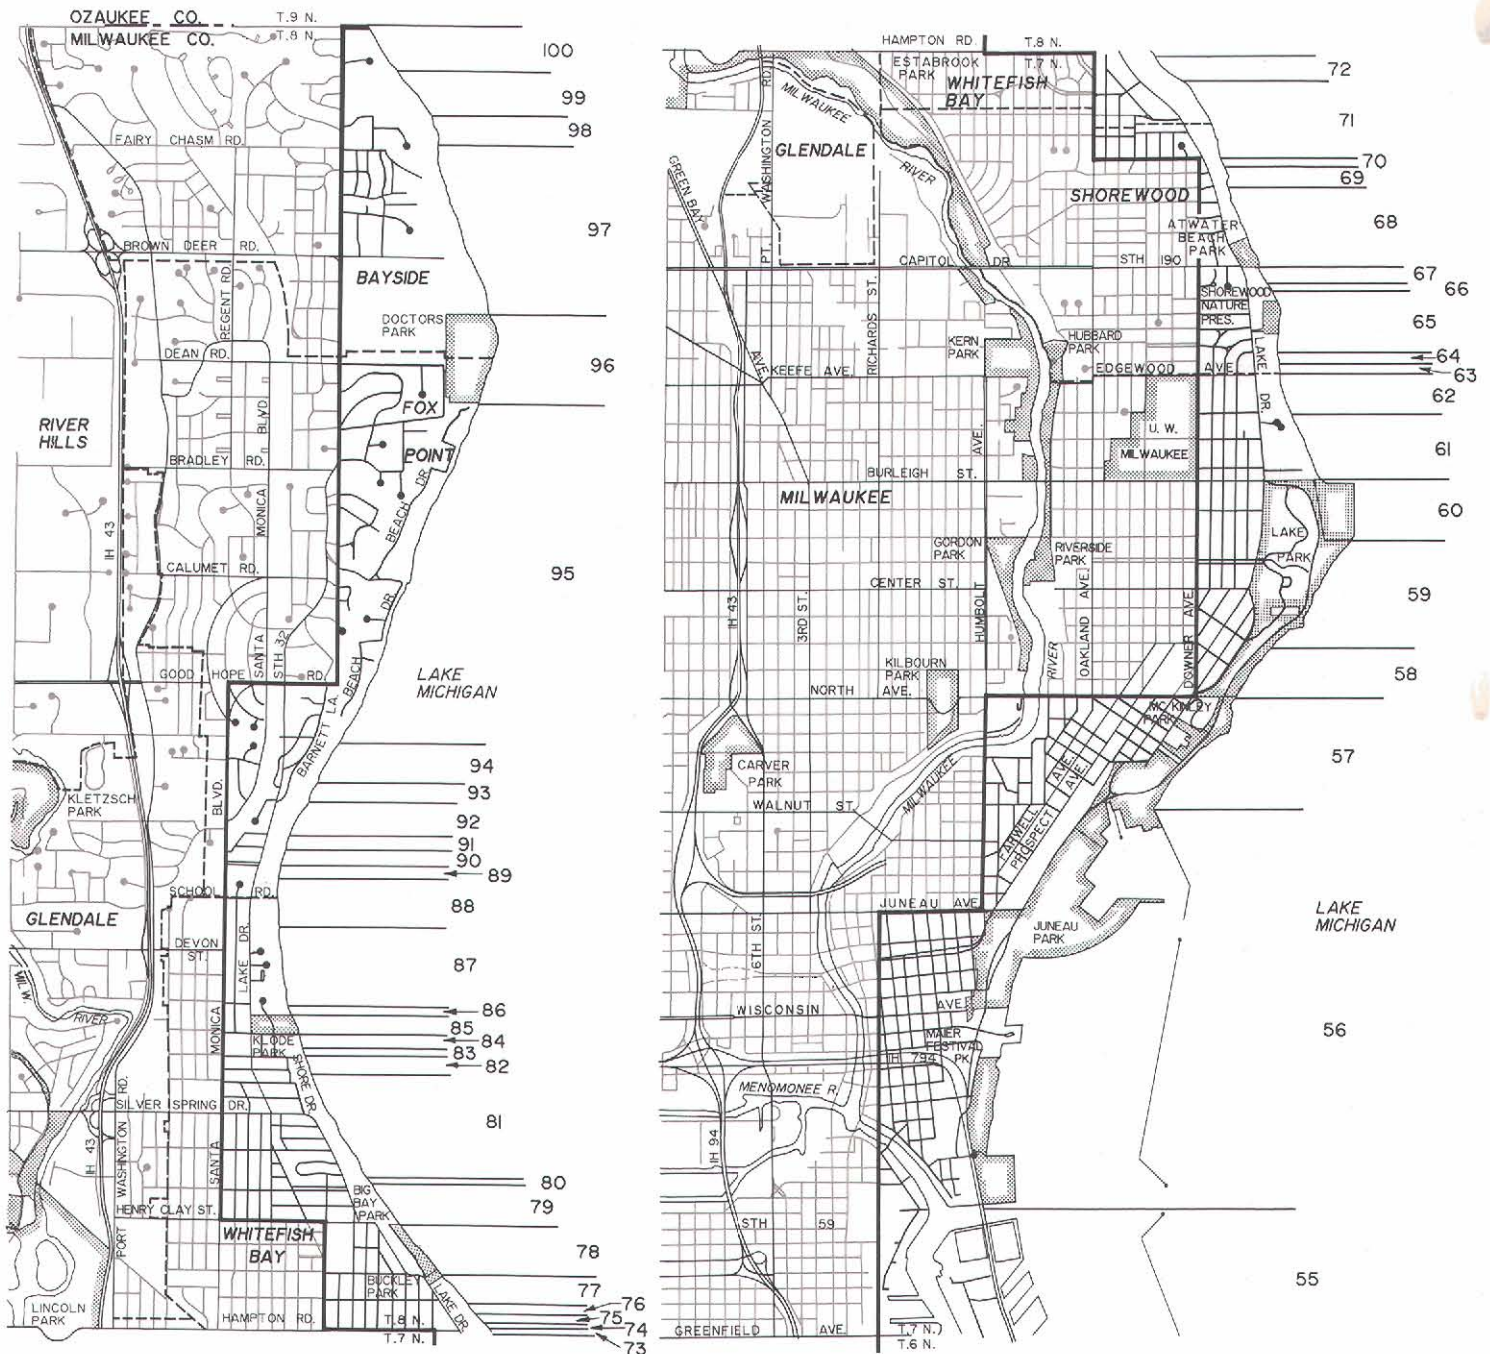 OZAUKEE CO.
T.9 N.
MILWAUKEE CO.
T.8 N.
100
99
98
FAIRY CHASM RD.
97
BROWN DEER RD.
BAYSIDE
REGENT RD.
DOCTORS
PARK
DEAN RD.
96
FOX
POINT
RIVER
HILLS
BLVD.
BRADLEY RD.
MONICA
BEACH DR.
IH 43
CALUMET RD.
95
BEACH DR.
SANTA
STH 32
GOOD HOPE RD.
LAKE
MICHIGAN
BARNETT LA.
94
93
KLETZSCH
PARK
BLVD.
92
91
90
89
SCHOOL RD.
88
GLENDALE
DEVON
ST.
LAKE DR.
87
MILW.
RIVER
86
85
MONICA
KLODE
PARK
84
83
82
SHORE DR.
SILVER SPRING DR.
81
IH 43
PORT WASHINGTON RD.
SANTA
80
BIG
BAY
PARK
79
HENRY CLAY ST.
WHITEFISH
BAY
78
BUCKLEY
PARK
77
LAKE DR.
76
75
74
73
LINCOLN
PARK
HAMPTON RD.
T.8 N.
T.7 N.
HAMPTON RD.
T.8 N.
T.7 N.
ESTABROOK
PARK
WHITEFISH
BAY
72
71
MILWAUKEE
RIVER
GLENDALE
PT. WASHINGTON RD.
GREEN BAY
AVE.
70
69
SHOREWOOD
ATWATER
BEACH
PARK
68
CAPITOL DR.
STH 190
67
66
SHOREWOOD
NATURE
PRES.
65
RICHARDS ST.
KERN
PARK
HUBBARD
PARK
64
KEEFE AVE.
EDGEWOOD AVE.
63
LAKE DR.
62
U. W.
MILWAUKEE
61
BURLEIGH ST.
MILWAUKEE
60
LAKE
PARK
GORDON
PARK
RIVERSIDE
PARK
CENTER ST.
59
IH 43
3RD ST.
HUMBOLIT
AVE.
OAKLAND AVE.
DOWNER AVE.
RIVER
KILBOURN
PARK
58
NORTH AVE.
MC KINLEY
PARK
57
CARVER
PARK
MILWAUKEE
WALNUT ST.
FARWELL AVE.
PROSPECT AVE.
JUNEAU AVE.
LAKE
MICHIGAN
JUNEAU
PARK
6TH ST.
WISCONSIN AVE.
56
MAIER
FESTIVAL
PK.
IH 794
MENOMONEE R.
IH 94
STH 59
55
GREENFIELD AVE.
T.7 N.
T.6 N.